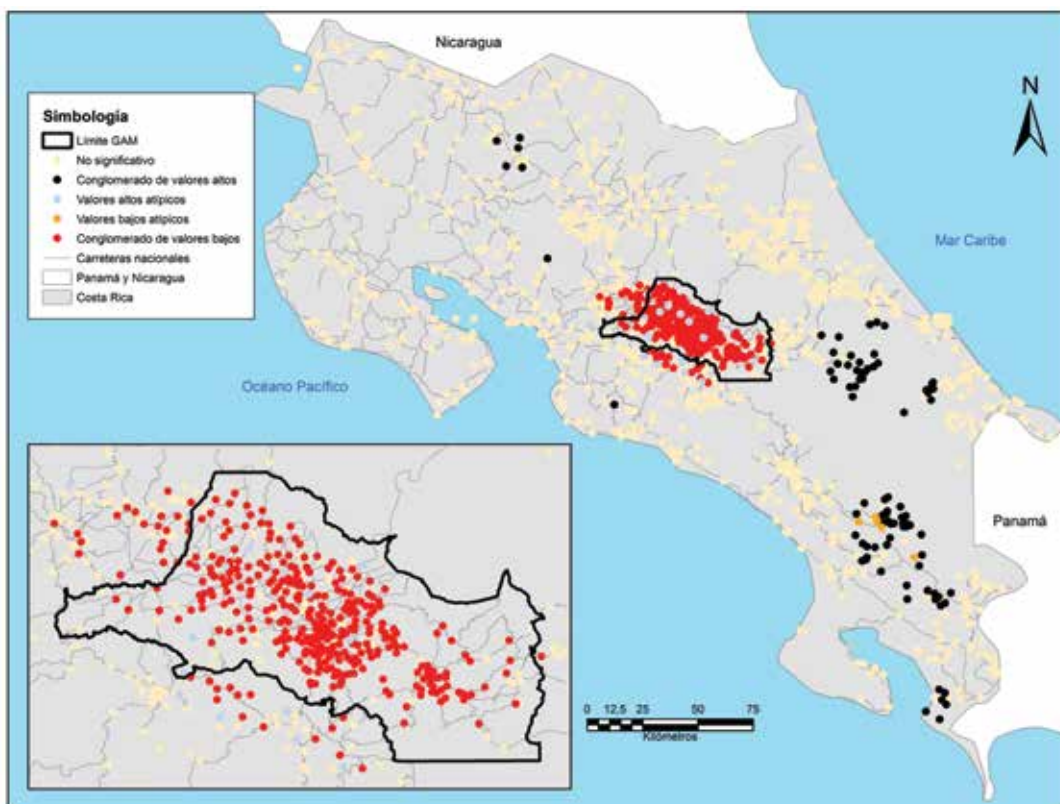 Nicaragua
N
Simbología
Límite GAM
No significativo
Conglomerado de valores altos
Valores altos atípicos
Valores bajos atípicos
Conglomerado de valores bajos
Carreteras nacionales
Panamá y Nicaragua
Costa Rica
Mar Caribe
Océano Pacífico
Panamá
0 12,5 25 50 75
Kilómetros